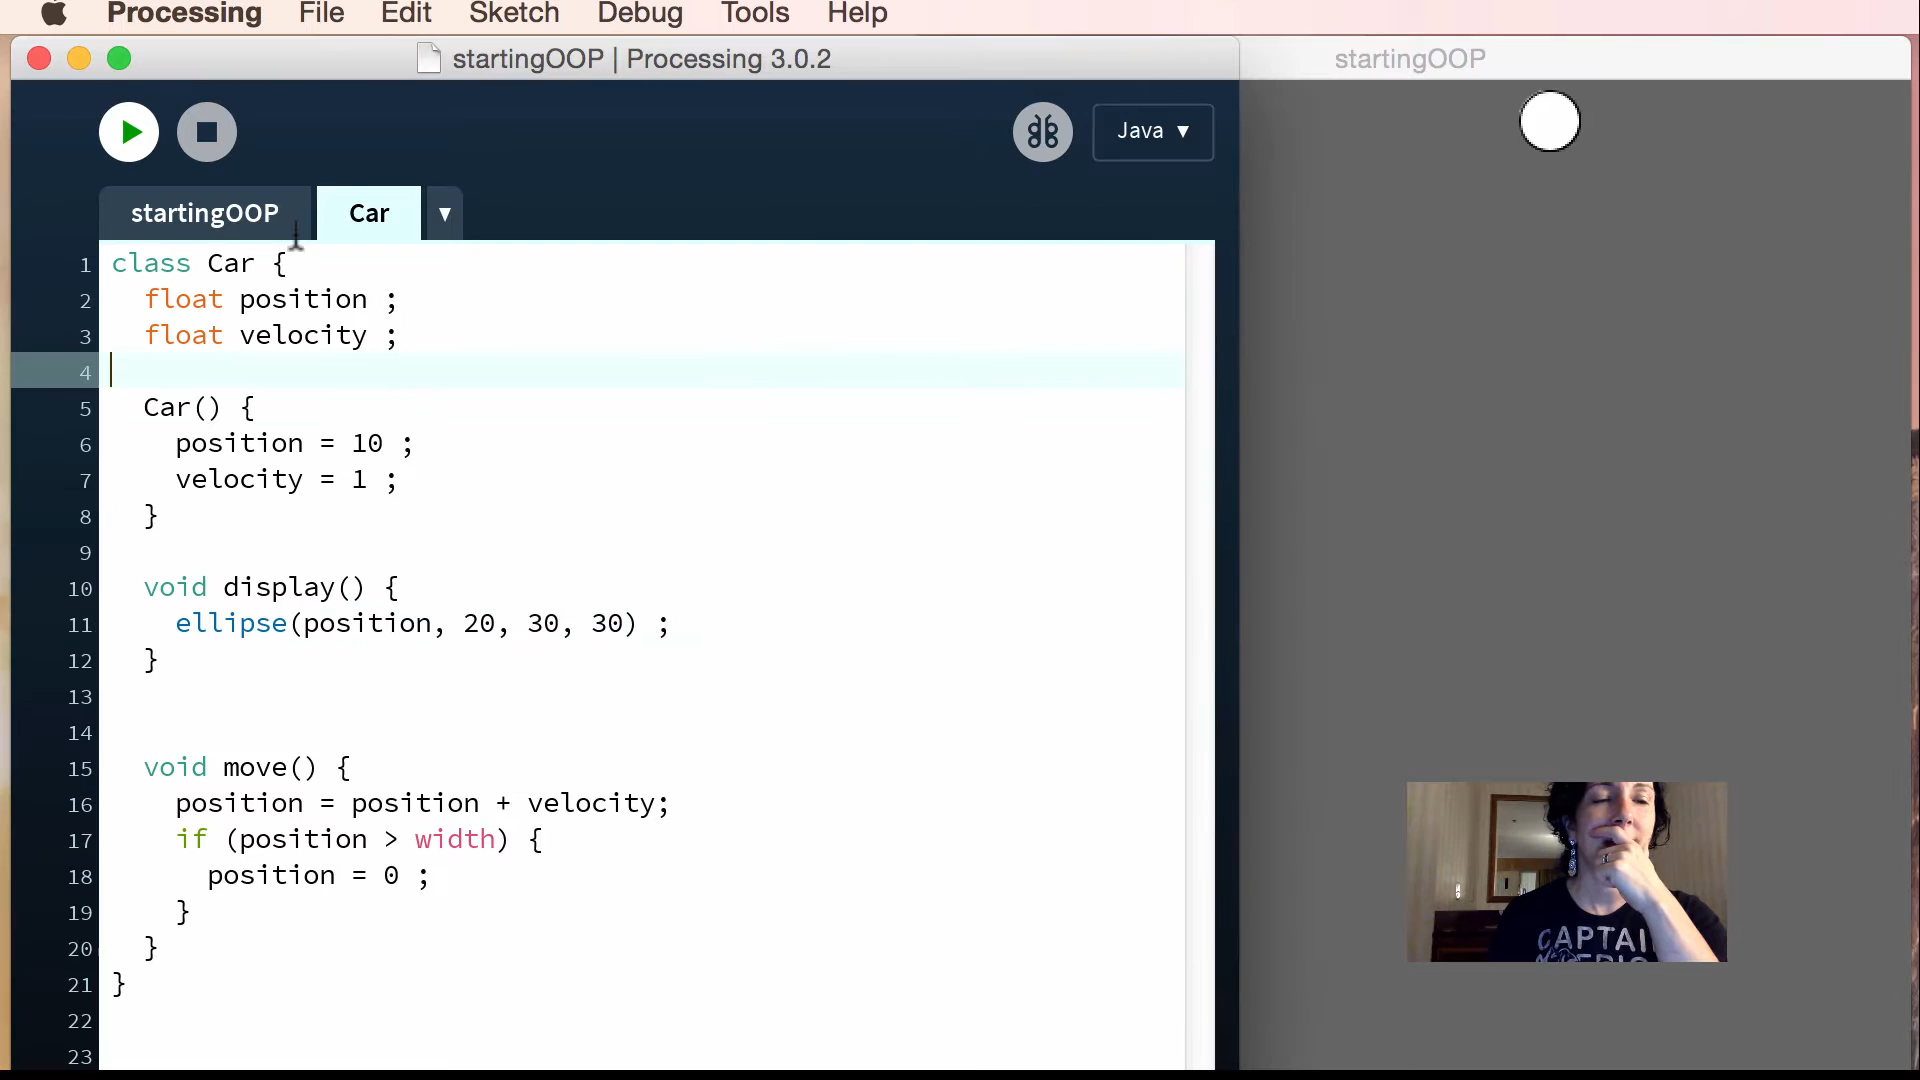 Processing File Edit Sketch Debug Tools Help
startingOOP | Processing 3.0.2
startingOOP
Java ▼
startingOOP Car ▼
1 class Car {
2 float position ;
3 float velocity ;
4
5 Car() {
6 position = 10 ;
7 velocity = 1 ;
8 }
9
10 void display() {
11 ellipse(position, 20, 30, 30) ;
12 }
13
14
15 void move() {
16 position = position + velocity;
17 if (position > width) {
18 position = 0 ;
19 }
20 }
21 }
22
23
CAPTAI